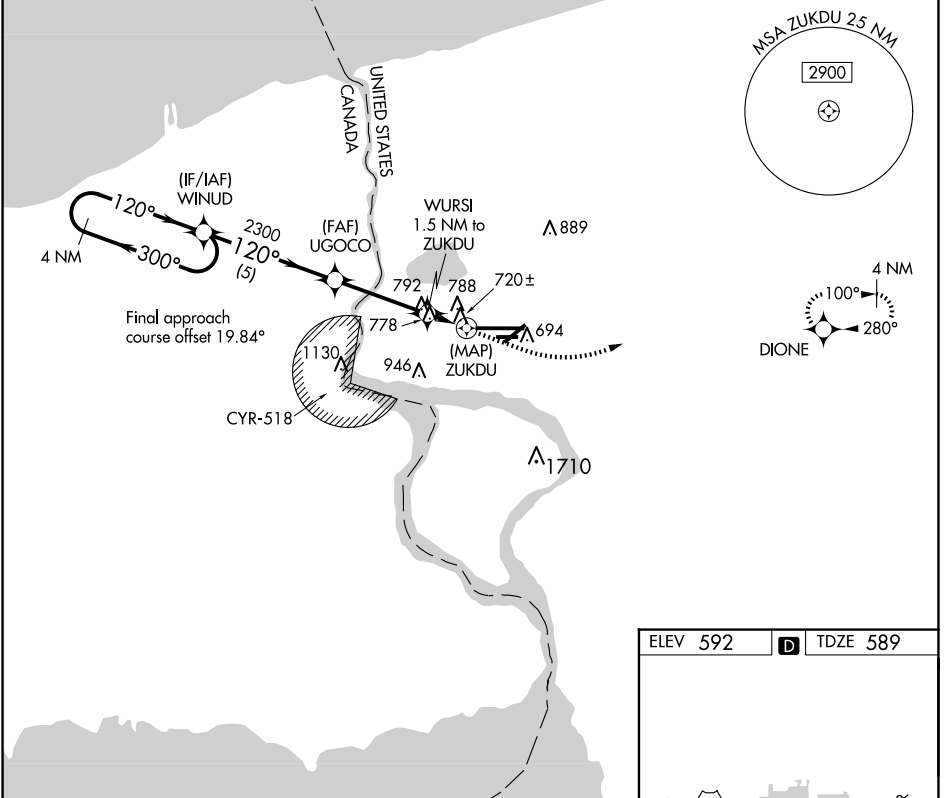 MSA ZUKDU 25 NM
2900
UNITED STATES
CANADA
(IF/IAF)
WINUD
120°
300°
4 NM
2300
120°
(5)
(FAF)
UGOCO
WURSI
1.5 NM to
ZUKDU
889
792
788
720±
778
694
(MAP)
ZUKDU
Final approach
course offset 19.84°
1130
946
CYR-518
1710
4 NM
100°
280°
DIONE
ELEV 592
D
TDZE 589